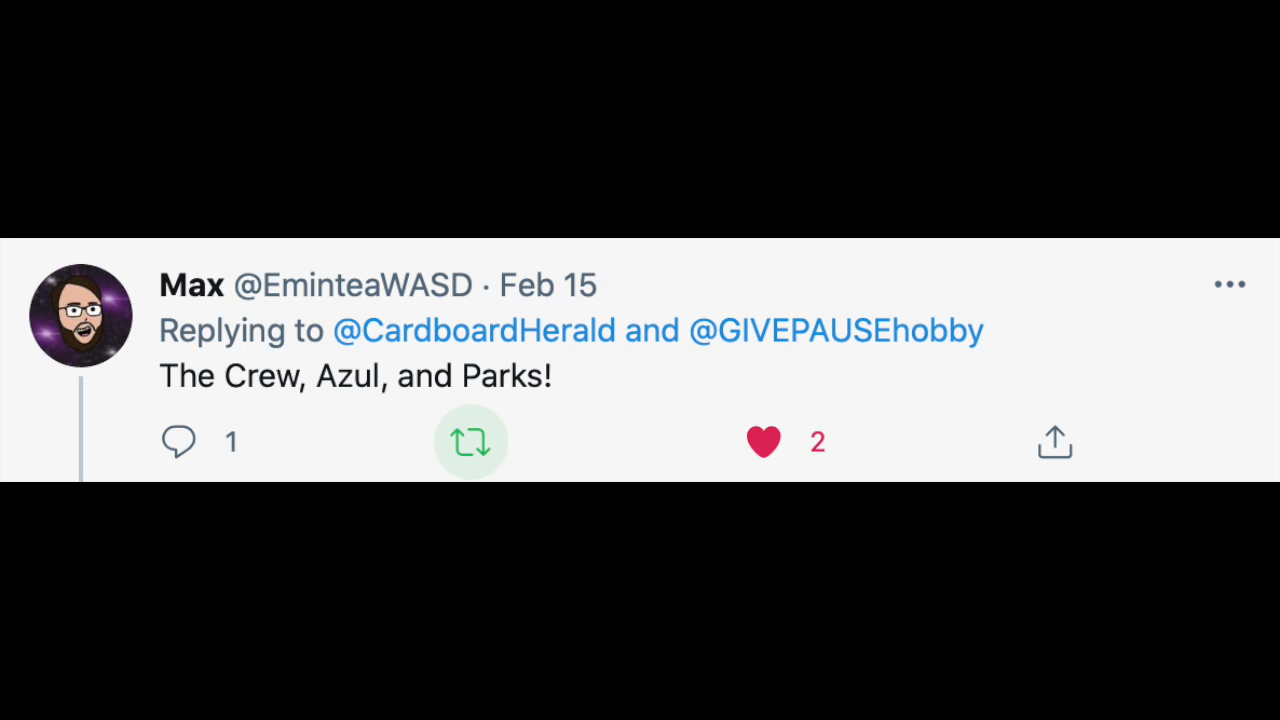 Max @EminteaWASD · Feb 15
Replying to @CardboardHerald and @GIVEPAUSEhobby
The Crew, Azul, and Parks!
1 2